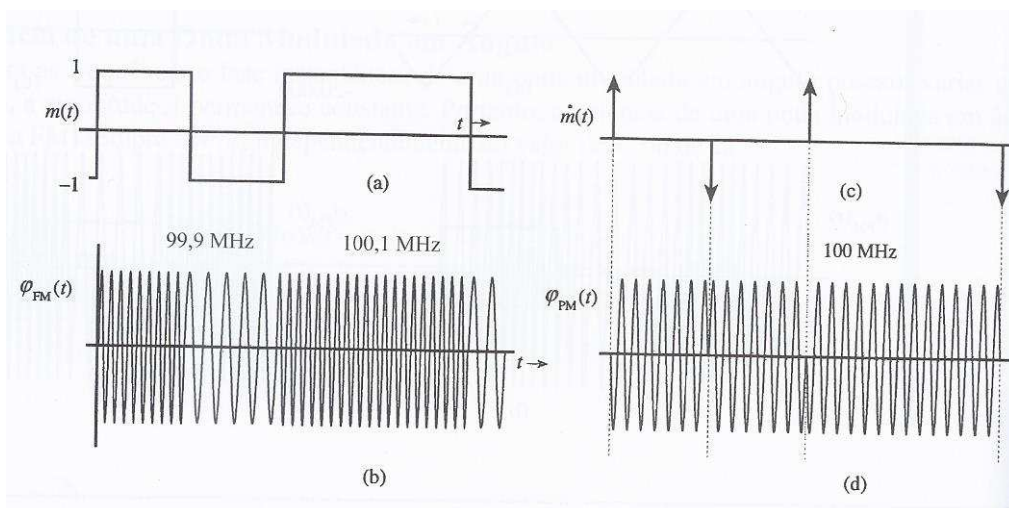 1
m(t)
t →
–1
(a)
99,9 MHz
100,1 MHz
φFM(t)
t →
(b)
ṁ(t)
(c)
100 MHz
φPM(t)
(d)